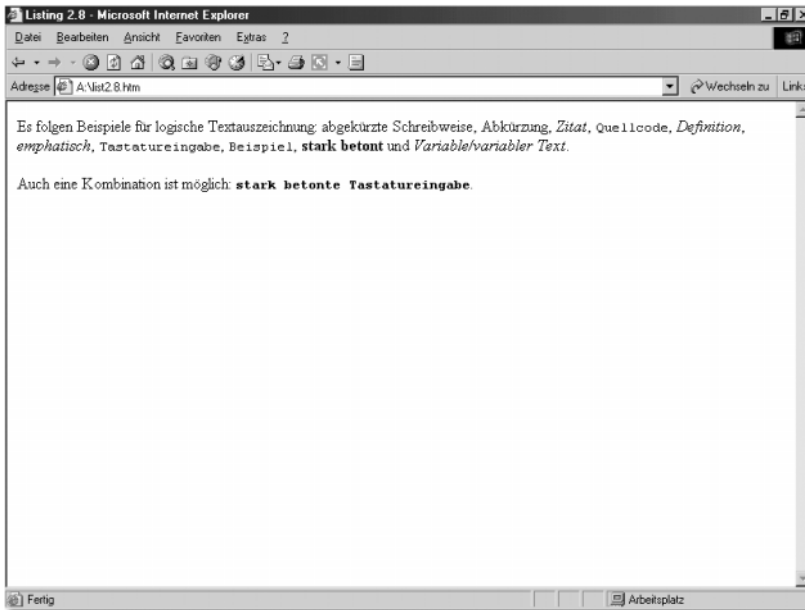 Listing 2.8 - Microsoft Internet Explorer
Datei Bearbeiten Ansicht Favoriten Extras ?
Adresse A:\list2.8.htm Wechseln zu Links
Es folgen Beispiele für logische Textauszeichnung: abgekürzte Schreibweise, Abkürzung, Zitat, Quellcode, Definition,
emphatisch, Tastatureingabe, Beispiel, stark betont und Variable/variabler Text.
Auch eine Kombination ist möglich: stark betonte Tastatureingabe.
Fertig Arbeitsplatz